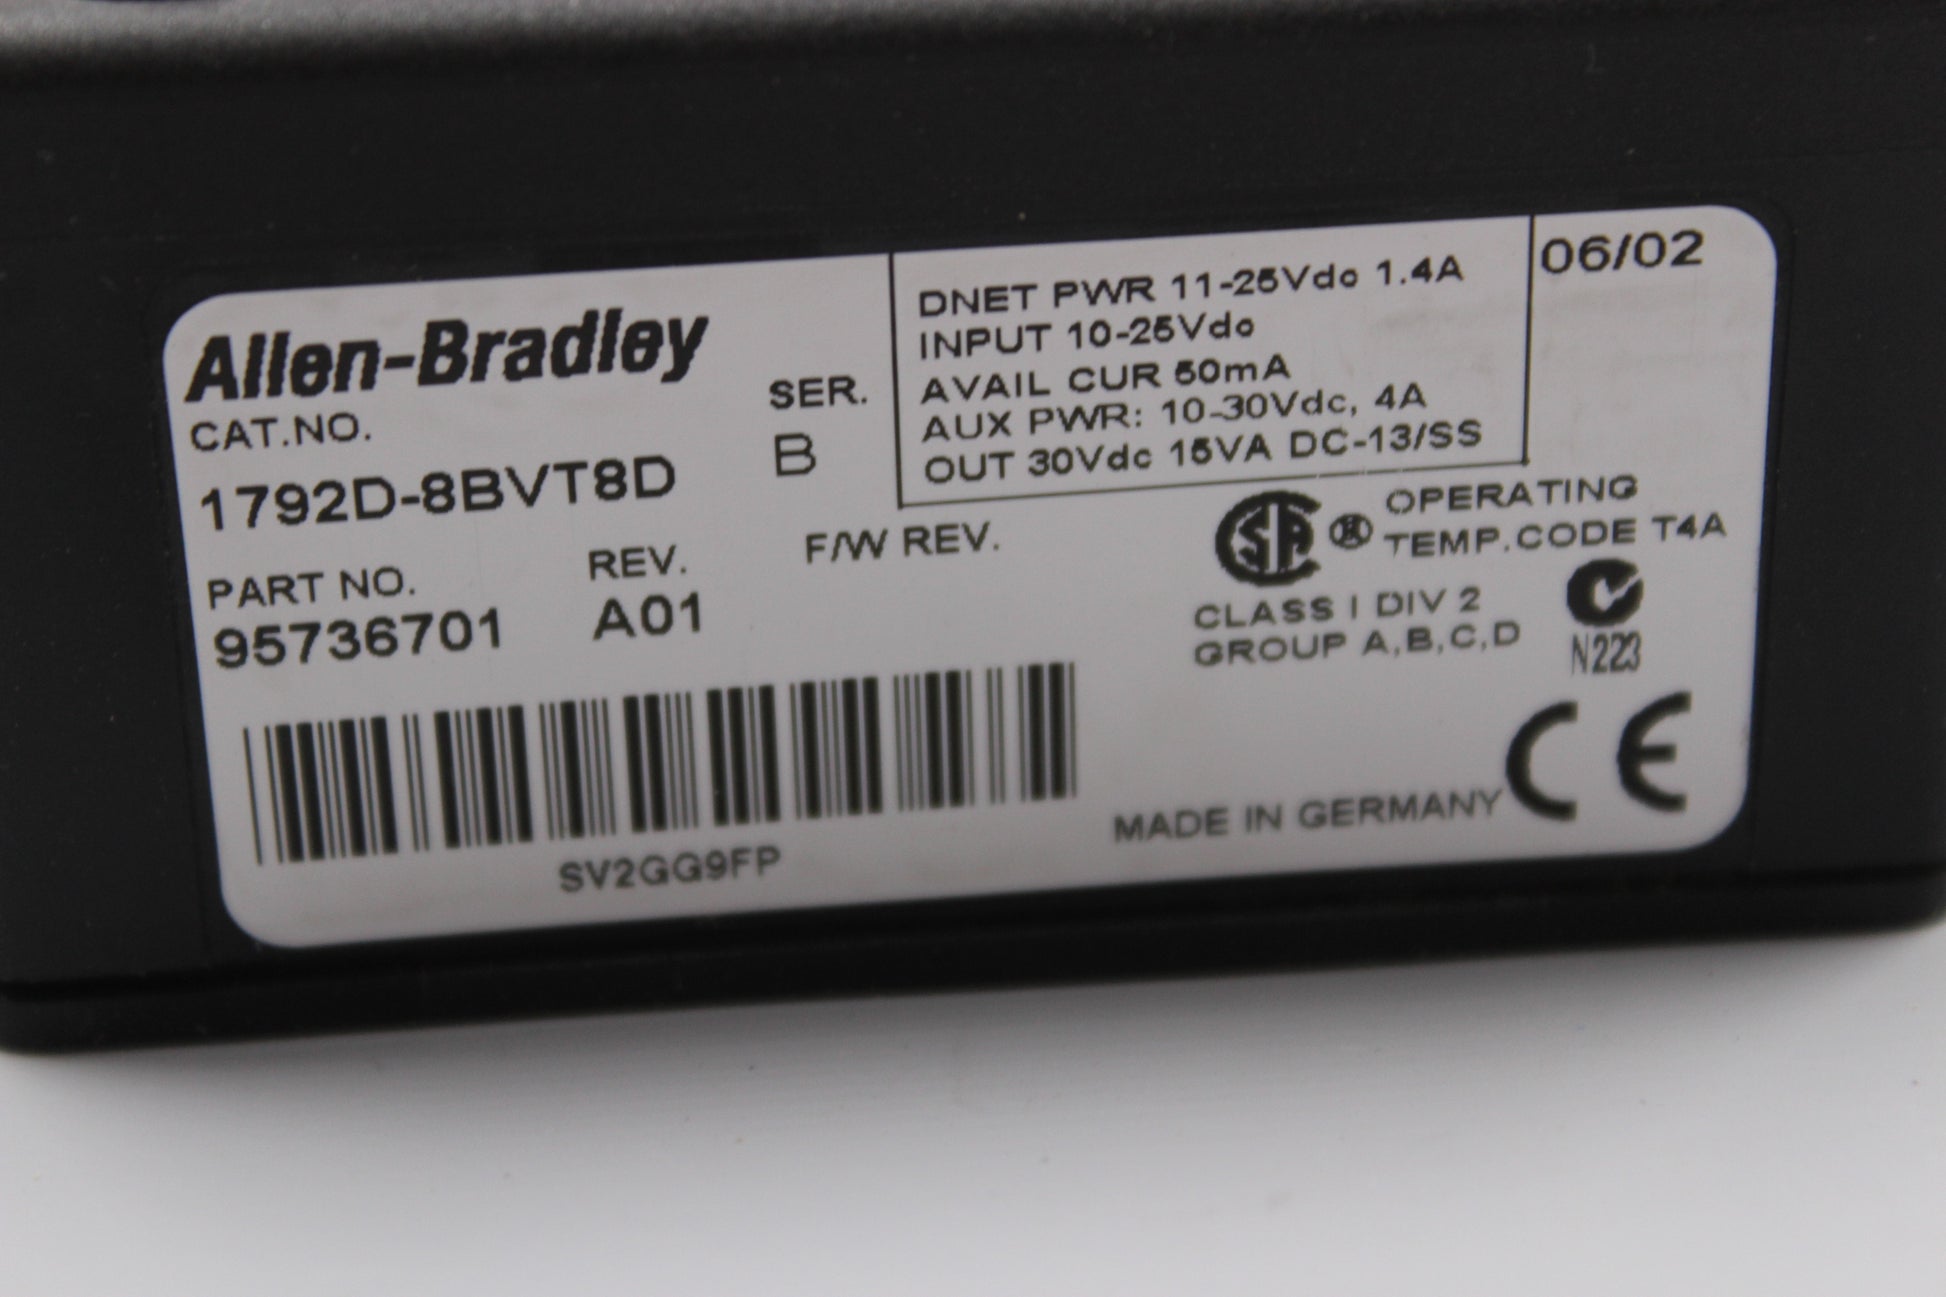 Allen-Bradley
CAT.NO.
SER.
1792D-8BVT8D
B
PART NO.
REV.
F/W REV.
95736701
A01
SV2GG9FP
DNET PWR 11-25Vdc 1.4A
INPUT 10-25Vdc
AVAIL CUR 50mA
AUX PWR: 10-30Vdc, 4A
OUT 30Vdc 15VA DC-13/SS
06/02
CSA ®
OPERATING
TEMP.CODE T4A
CLASS I DIV 2
GROUP A,B,C,D
N223
MADE IN GERMANY
CE